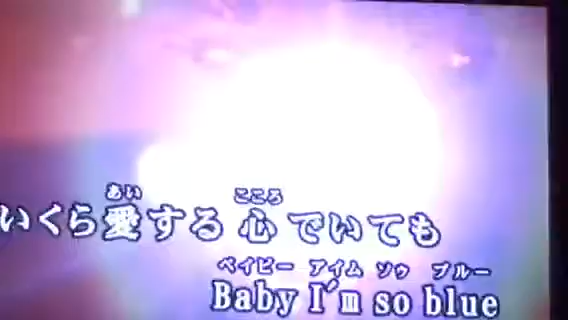 あい こころ
いくら愛する 心でいても
ベイビー アイム ソゥ ブルー
Baby I'm so blue